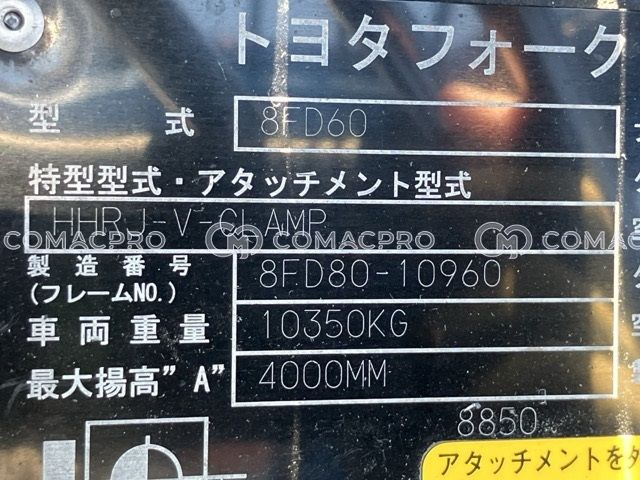 トヨタフォーク
型式 8FD60
特型型式・アタッチメント型式
HHRJ-V-CLAMP
COMACPRO COMACPRO COMACPRO
製造番号 8FD80-10960
(フレームNO.)
車両重量 10350KG
最大揚高"A" 4000MM
8850
アタッチメントを